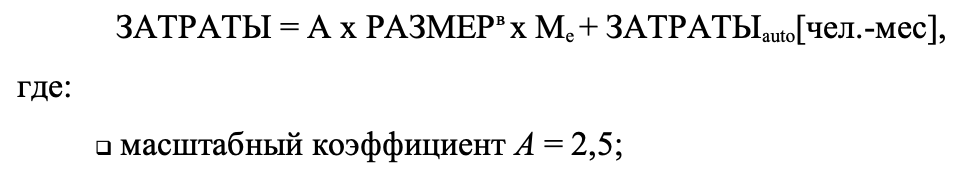 ЗАТРАТЫ = А х РАЗМЕРᴮ х Mₑ + ЗАТРАТЫauto[чел.-мес],
где:
❑ масштабный коэффициент A = 2,5;